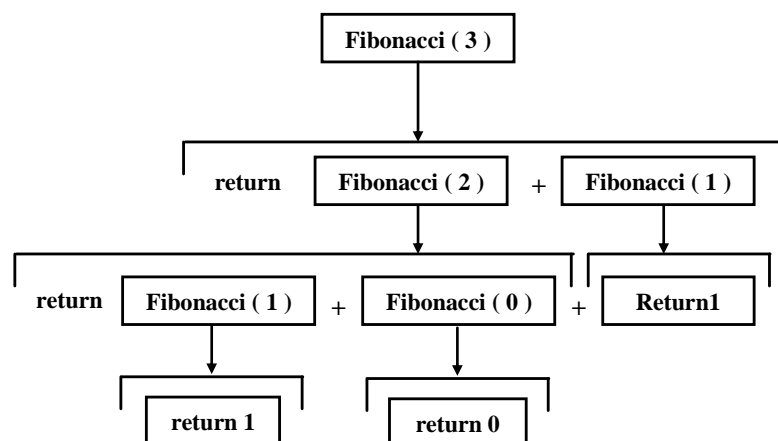 Fibonacci ( 3 )
return Fibonacci ( 2 ) + Fibonacci ( 1 )
return Fibonacci ( 1 ) + Fibonacci ( 0 ) + Return1
return 1 return 0